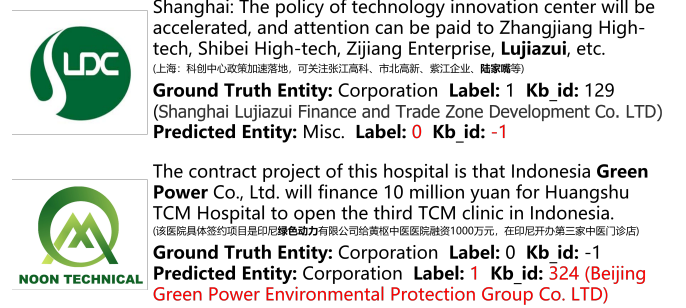 SLDC
Shanghai: The policy of technology innovation center will be
accelerated, and attention can be paid to Zhangjiang High-
tech, Shibei High-tech, Zijiang Enterprise, Lujiazui, etc.
(上海：科创中心政策加速落地，可关注张江高科、市北高新、紫江企业、陆家嘴等)
Ground Truth Entity: Corporation Label: 1 Kb_id: 129
(Shanghai Lujiazui Finance and Trade Zone Development Co. LTD)
Predicted Entity: Misc. Label: 0 Kb_id: -1
NOON TECHNICAL
The contract project of this hospital is that Indonesia Green
Power Co., Ltd. will finance 10 million yuan for Huangshu
TCM Hospital to open the third TCM clinic in Indonesia.
(该医院具体签约项目是印尼绿色动力有限公司给黄枢中医医院融资1000万元，在印尼开办第三家中医门诊店)
Ground Truth Entity: Corporation Label: 0 Kb_id: -1
Predicted Entity: Corporation Label: 1 Kb_id: 324 (Beijing
Green Power Environmental Protection Group Co. LTD)